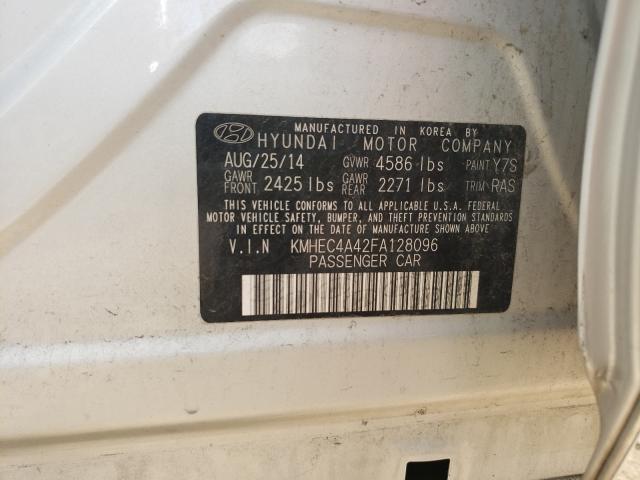 MANUFACTURED IN KOREA BY
HYUNDAI MOTOR COMPANY
AUG/25/14 GVWR 4586 lbs PAINT Y7S
GAWR FRONT 2425 lbs GAWR REAR 2271 lbs TRIM RAS
THIS VEHICLE CONFORMS TO ALL APPLICABLE U.S.A. FEDERAL
MOTOR VEHICLE SAFETY, BUMPER, AND THEFT PREVENTION STANDARDS
IN EFFECT ON THE DATE OF MANUFACTURE SHOWN ABOVE
V.I.N KMHEC4A42FA128096
PASSENGER CAR